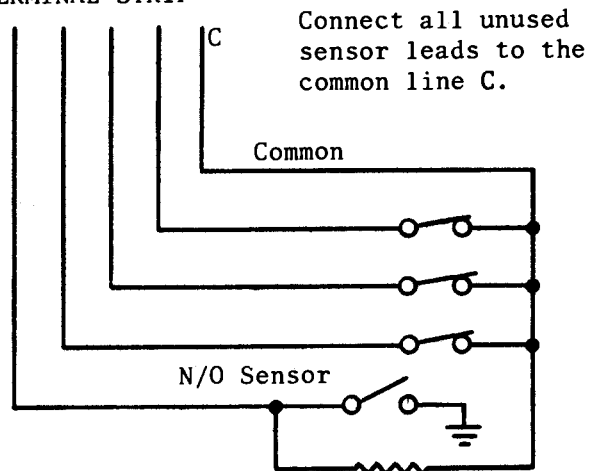 C
Connect all unused
sensor leads to the
common line C.
Common
N/O Sensor